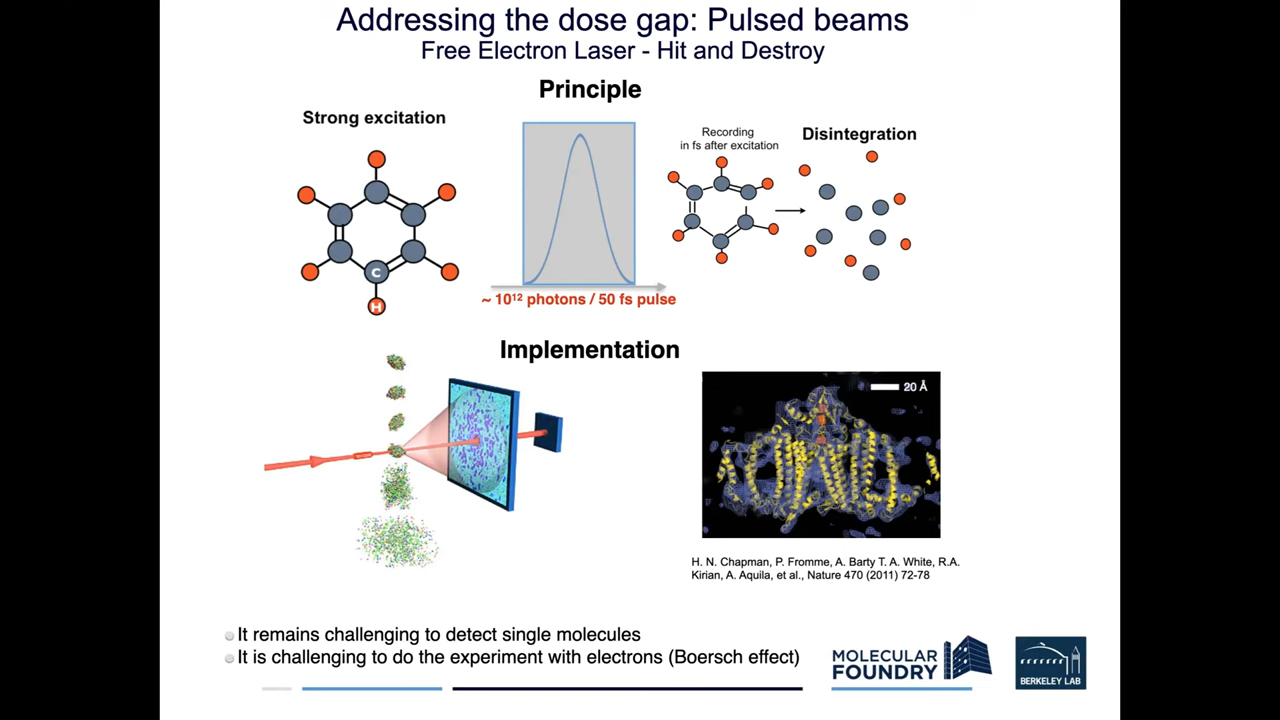 Addressing the dose gap: Pulsed beams
Free Electron Laser - Hit and Destroy
Principle
Strong excitation
Recording
in fs after excitation
Disintegration
C
H
~ 10¹² photons / 50 fs pulse
Implementation
20 Å
H. N. Chapman, P. Fromme, A. Barty T. A. White, R.A.
Kirian, A. Aquila, et al., Nature 470 (2011) 72-78
It remains challenging to detect single molecules
It is challenging to do the experiment with electrons (Boersch effect)
MOLECULAR
FOUNDRY
BERKELEY LAB